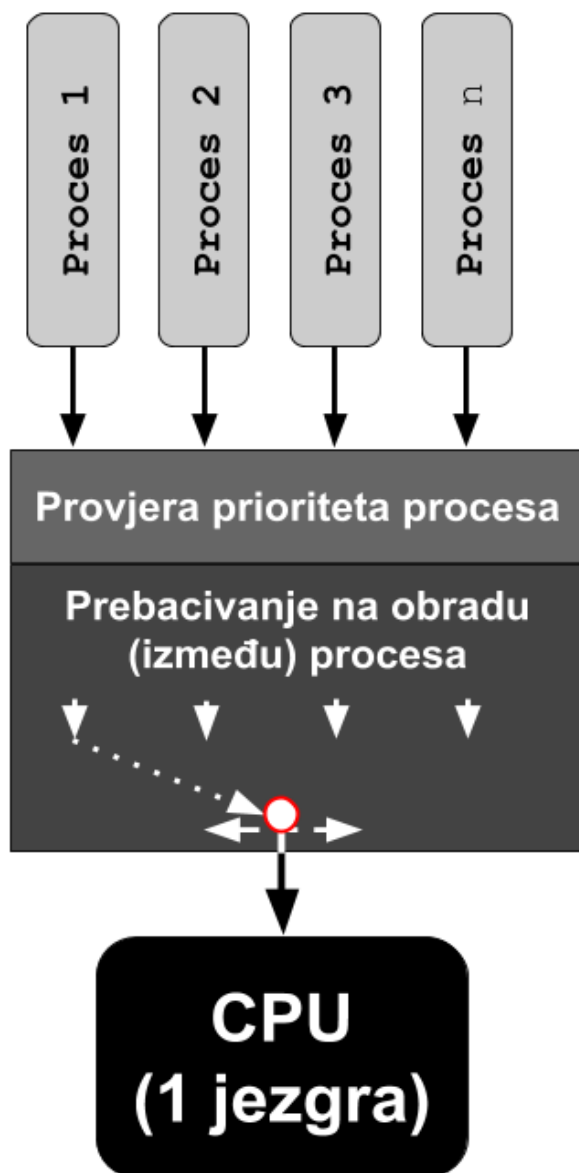 Proces 1
Proces 2
Proces 3
Proces n
Provjera prioriteta procesa
Prebacivanje na obradu
(između) procesa
CPU
(1 jezgra)